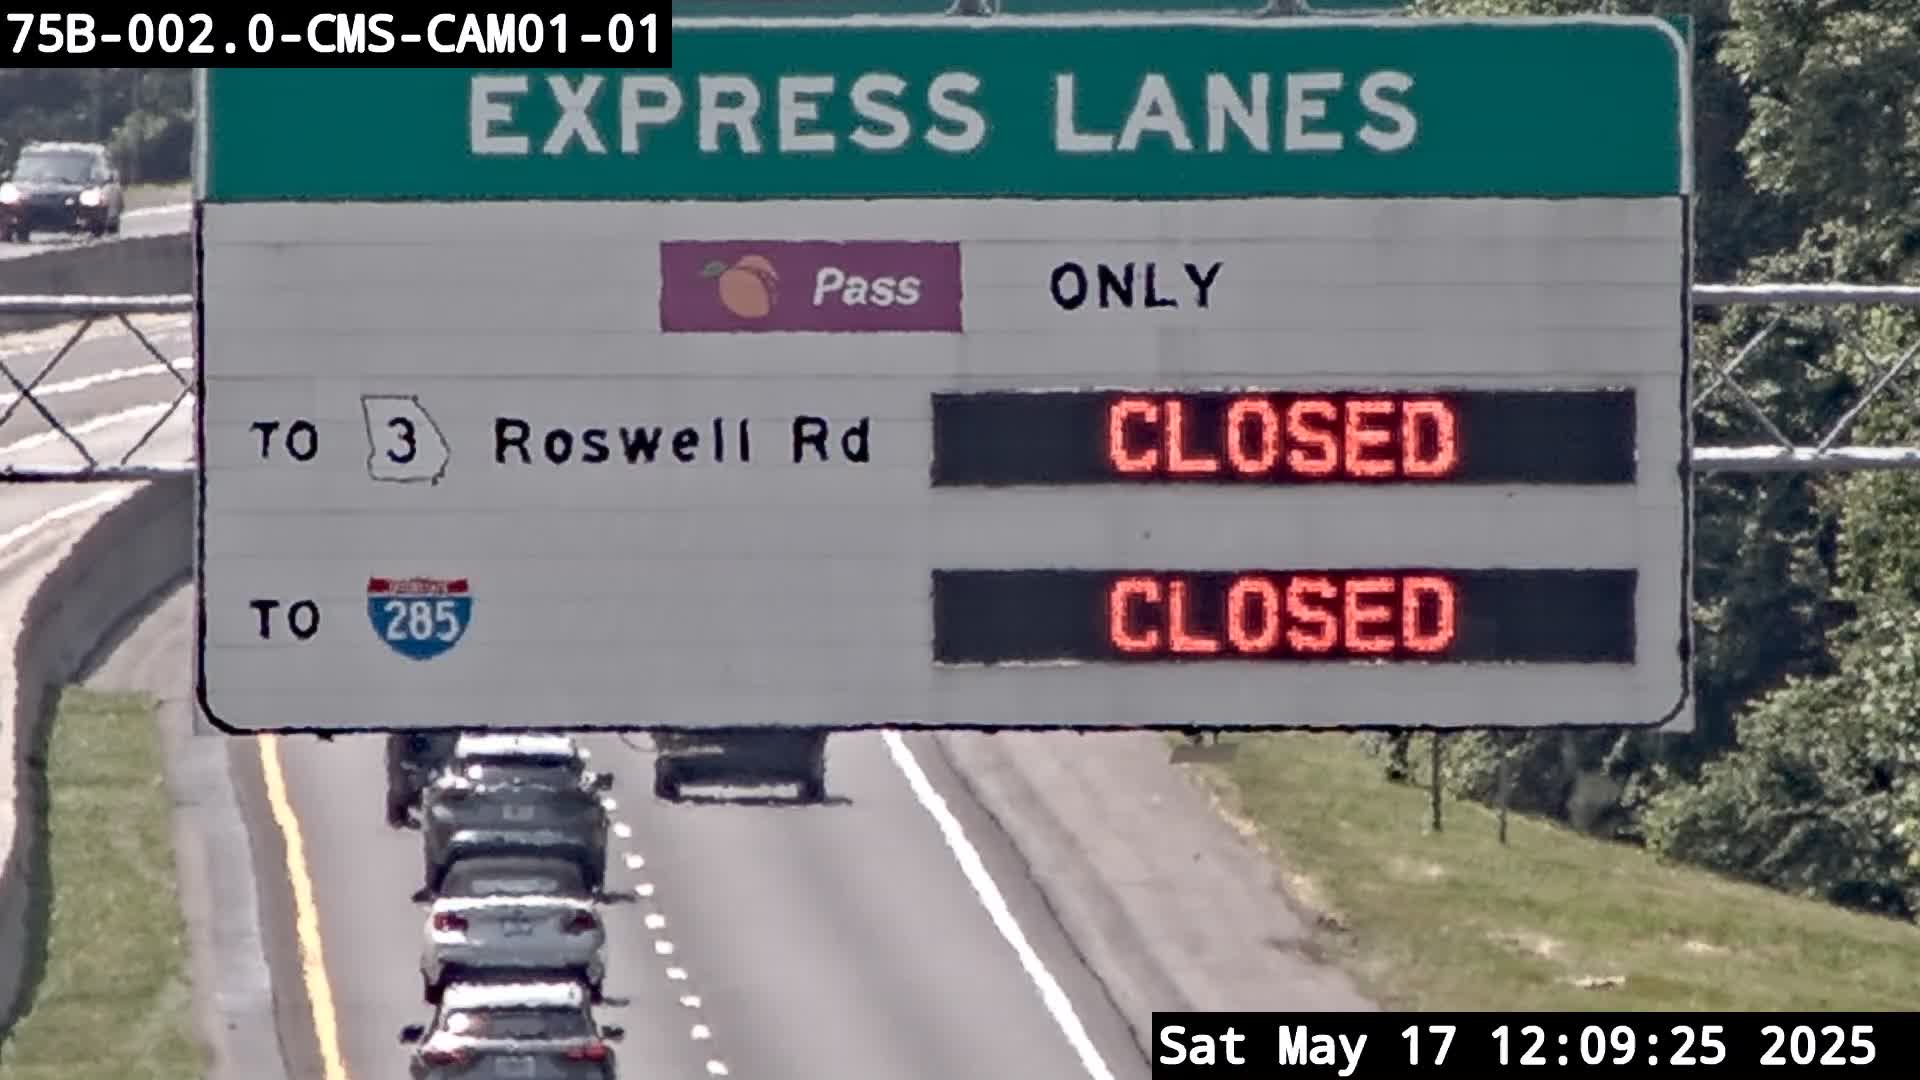 75B-002.0-CMS-CAM01-01
EXPRESS LANES
Pass ONLY
TO 3 Roswell Rd CLOSED
TO 285 CLOSED
Sat May 17 12:09:25 2025